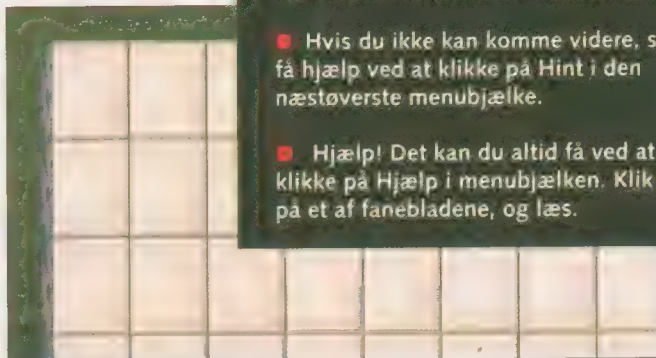 Hvis du ikke kan komme videre, s
få hjælp ved at klikke på Hint i den
næstøverste menubjælke.
Hjælp! Det kan du altid få ved at
klikke på Hjælp i menubjælken. Klik
på et af fanebladene, og læs.